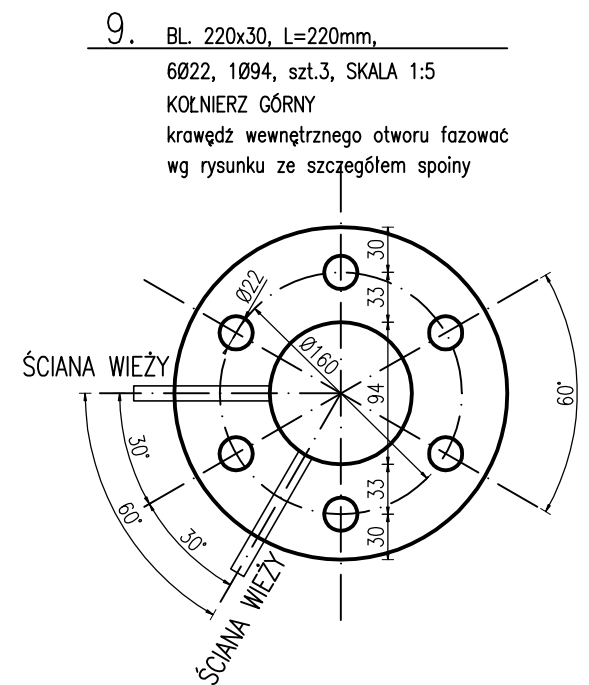 9.
BL. 220x30, L=220mm,
6Ø22, 1Ø94, szt.3, SKALA 1:5
KOŁNIERZ GÓRNY
krawędź wewnętrznego otworu fazować
wg rysunku ze szczegółem spoiny
30
33
Ø22
Ø160
ŚCIANA WIEŻY
94
60°
30°
33
60°
30°
30
ŚCIANA WIEŻY